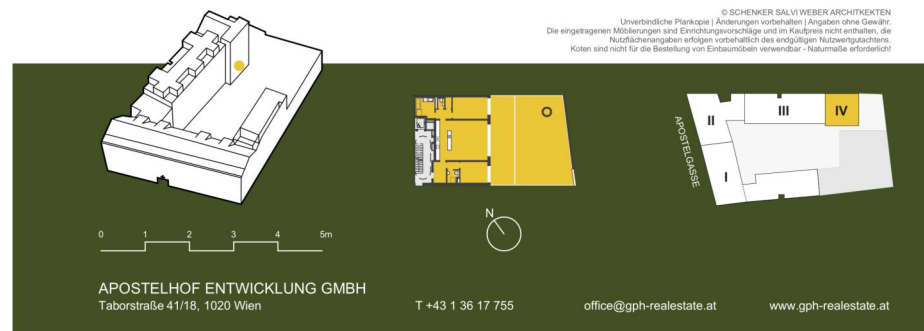 © SCHENKER SALVI WEBER ARCHITKEKTEN
Unverbindliche Plankopie | Änderungen vorbehalten | Angaben ohne Gewähr.
Die eingetragenen Möblierungen sind Einrichtungsvorschläge und im Kaufpreis nicht enthalten, die
Nutzflächenangaben erfolgen vorbehaltlich des endgültigen Nutzwertgutachtens.
Koten sind nicht für die Bestellung von Einbaumöbeln verwendbar - Naturmaße erforderlich!
II
III
IV
APOSTELGASSE
I
N
0 1 2 3 4 5m
APOSTELHOF ENTWICKLUNG GMBH
Taborstraße 41/18, 1020 Wien
T +43 1 36 17 755
office@gph-realestate.at
www.gph-realestate.at